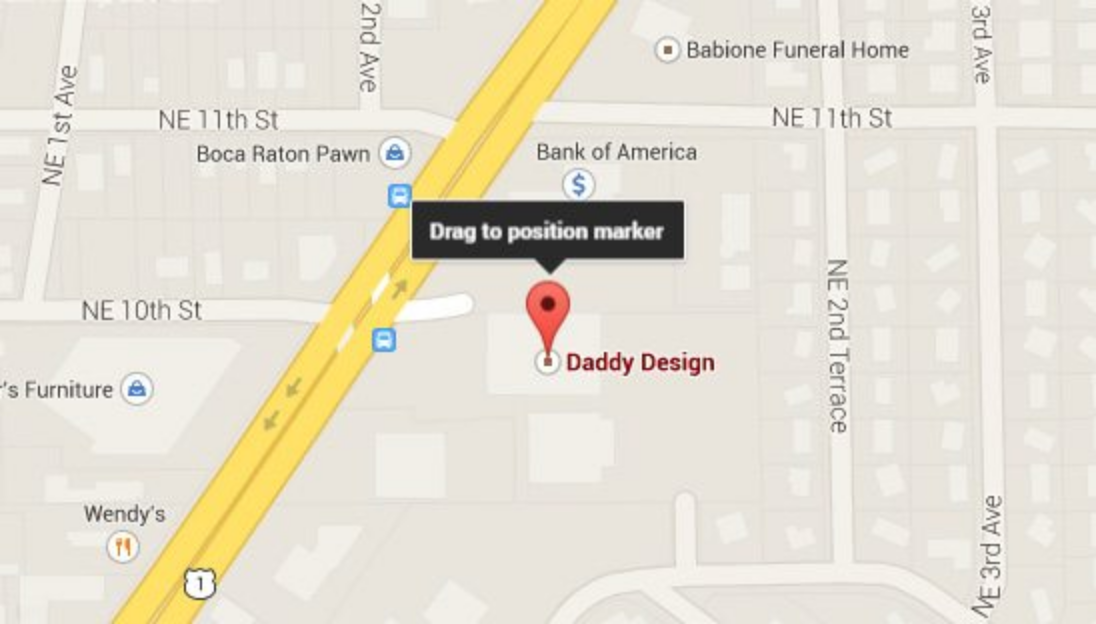 2nd Ave
3rd Ave
Babione Funeral Home
NE 1st Ave
NE 11th St
NE 11th St
Boca Raton Pawn
Bank of America
$
Drag to position marker
NE 10th St
NE 2nd Terrace
Daddy Design
's Furniture
Wendy's
NE 3rd Ave
1